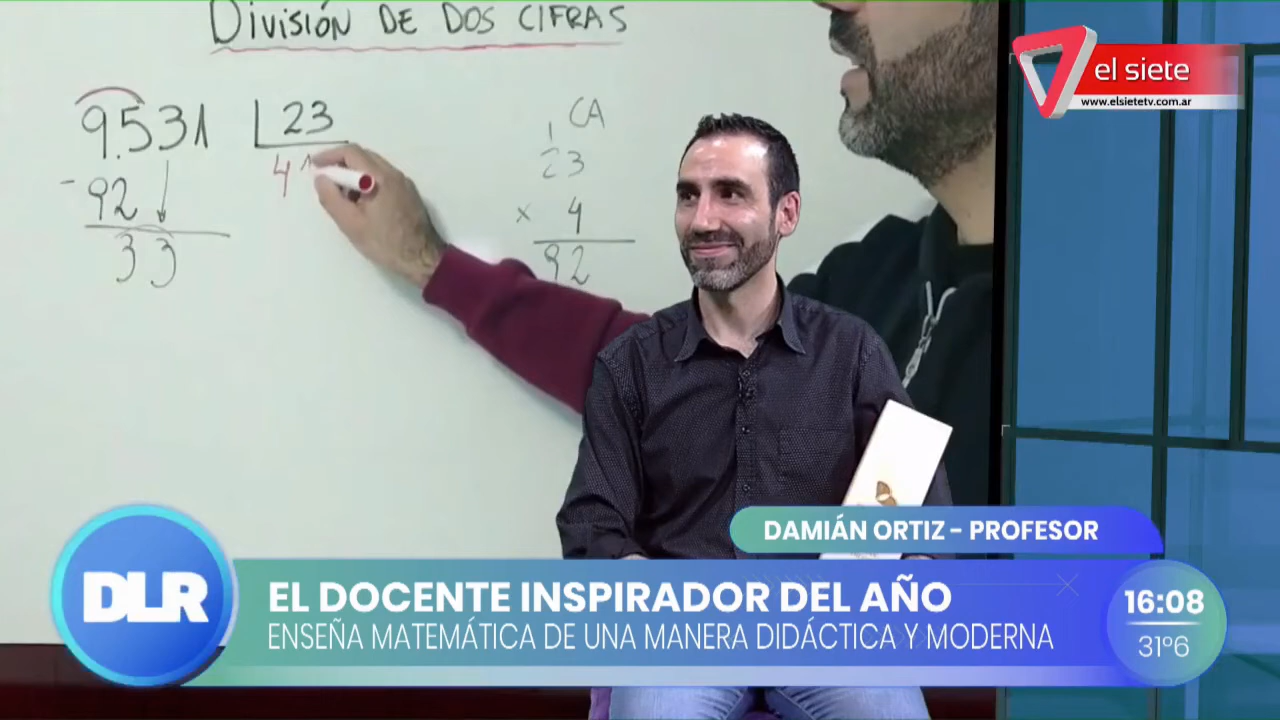 DIVISIÓN DE DOS CIFRAS
el siete
www.elsietetv.com.ar
9.531 23
4
CA
- 92
1
23
x 4
33
92
DAMIÁN ORTIZ - PROFESOR
DLR
EL DOCENTE INSPIRADOR DEL AÑO
ENSEÑA MATEMÁTICA DE UNA MANERA DIDÁCTICA Y MODERNA
16:08
31º6